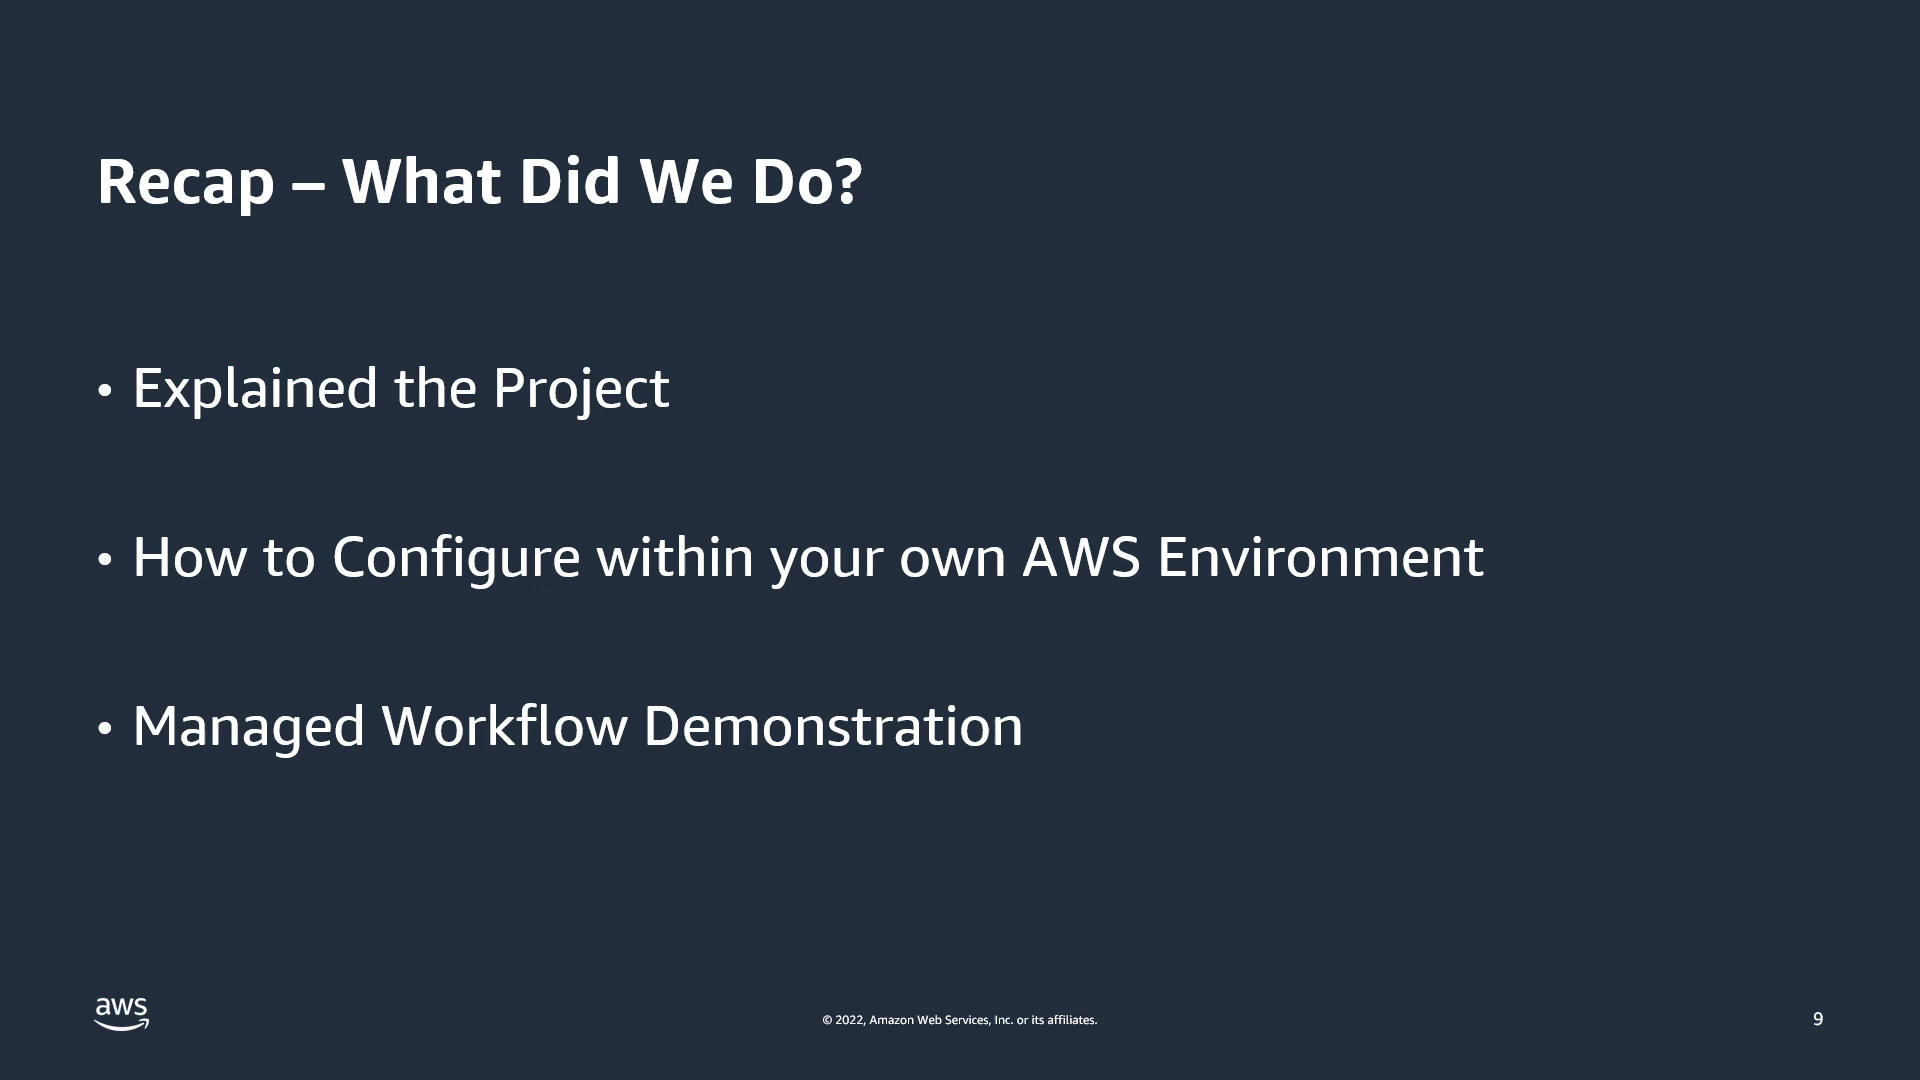 Recap – What Did We Do?
• Explained the Project
• How to Configure within your own AWS Environment
• Managed Workflow Demonstration
aws
© 2022, Amazon Web Services, Inc. or its affiliates.
9